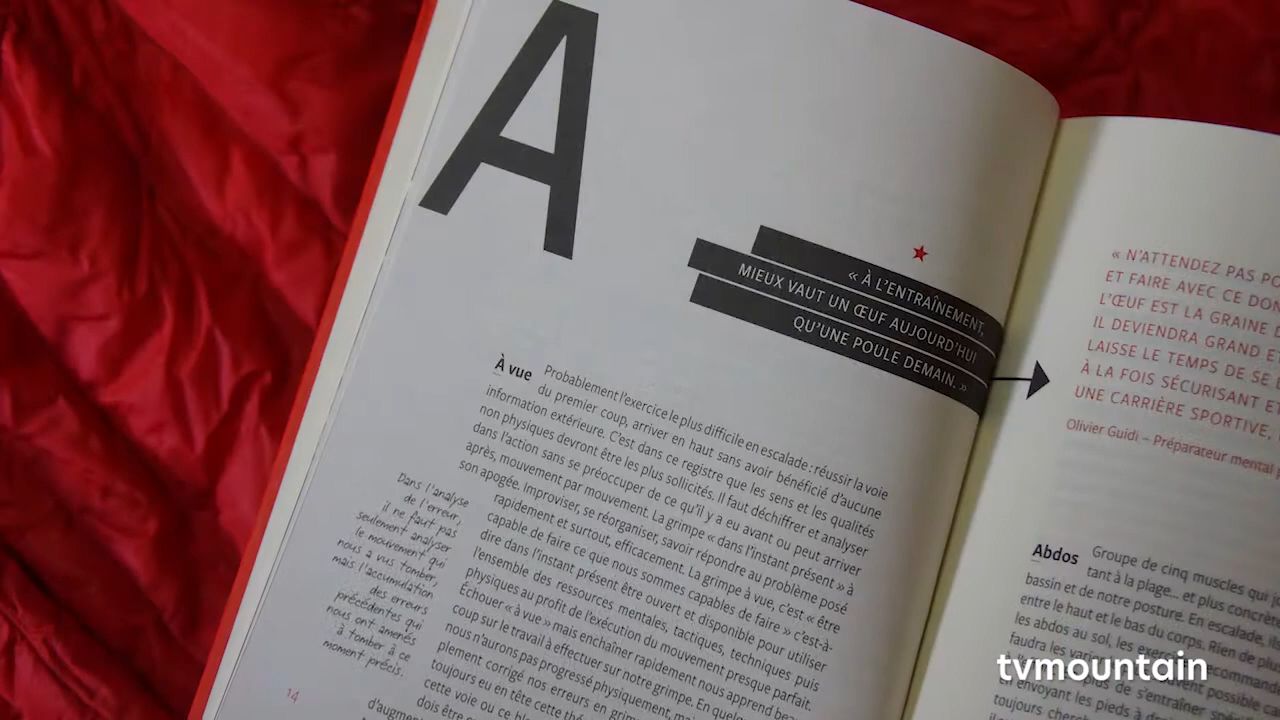 A
« À L'ENTRAÎNEMENT,
MIEUX VAUT UN ŒUF AUJOURD'HUI
QU'UNE POULE DEMAIN. »
À vue Probablement l'exercice le plus difficile en escalade : réussir la voie
du premier coup, arriver en haut sans avoir bénéficié d'aucune
information extérieure. C'est dans ce registre que les sens et les qualités
non physiques devront être les plus sollicités. Il faut déchiffrer et analyser
dans l'action sans se préoccuper de ce qu'il y a eu avant ou peut arriver
après, mouvement par mouvement. La grimpe « dans l'instant présent » à
son apogée. Improviser, se réorganiser, savoir répondre au problème posé
rapidement et surtout, efficacement. La grimpe à vue, c'est « être
capable de faire ce que nous sommes capables de faire » c'est-à-
dire dans l'instant présent être ouvert et disponible pour utiliser
l'ensemble des ressources mentales, tactiques, techniques puis
physiques au profit de l'exécution du mouvement presque parfait.
Échouer « à vue » mais enchaîner rapidement nous apprend
coup sur le travail à effectuer sur notre grimpe. En
nous n'aurons pas progressé physiquement,
plement corrigé nos erreurs en
toujours eu en tête cette
cette voie ou ce
dois être
d'augmen
Dans l'analyse
de l'erreur,
il ne faut pas
seulement analyser
le mouvement qui
nous a vus tomber,
mais l'accumulation
des erreurs
précédentes qui
nous ont amenés
à tomber à ce
moment précis.
14
« N'ATTENDEZ PAS
ET FAIRE AVEC CE DON
L'ŒUF EST LA GRAINE
IL DEVIENDRA GRAND
LAISSE LE TEMPS DE SE
À LA FOIS SÉCURISANT
UNE CARRIÈRE SPORTIVE,
Olivier Guidi – Préparateur mental
Abdos Groupe de cinq muscles qui
tant à la plage... et plus
bassin et de notre posture. En escalade,
entre le haut et le bas du corps. Rien de
les abdos au sol, les
faudra les
de s'entraîner
envoyant les pieds
toujours
tvmountain